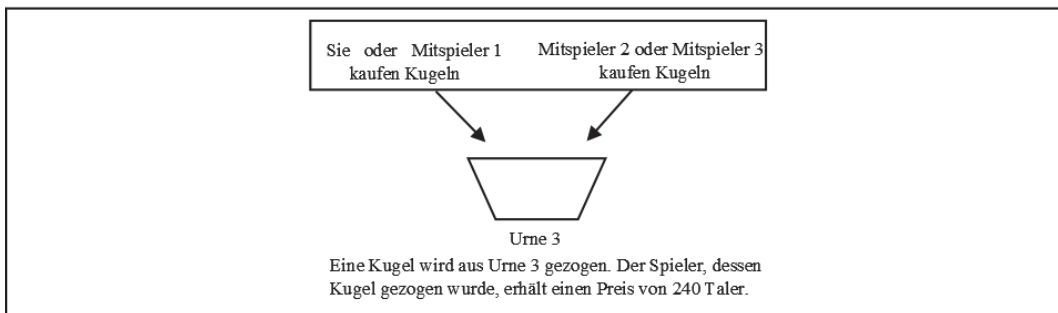 Sie oder Mitspieler 1
kaufen Kugeln
Mitspieler 2 oder Mitspieler 3
kaufen Kugeln
Urne 3
Eine Kugel wird aus Urne 3 gezogen. Der Spieler, dessen
Kugel gezogen wurde, erhält einen Preis von 240 Taler.